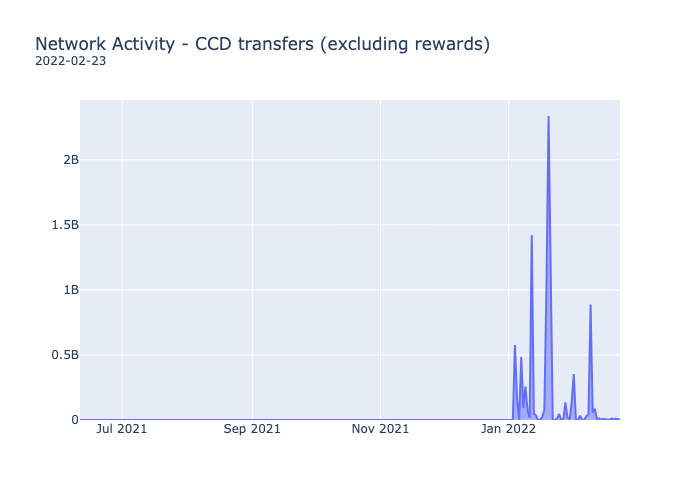 Network Activity - CCD transfers (excluding rewards)
2022-02-23
2B
1.5B
1B
0.5B
0
Jul 2021 Sep 2021 Nov 2021 Jan 2022